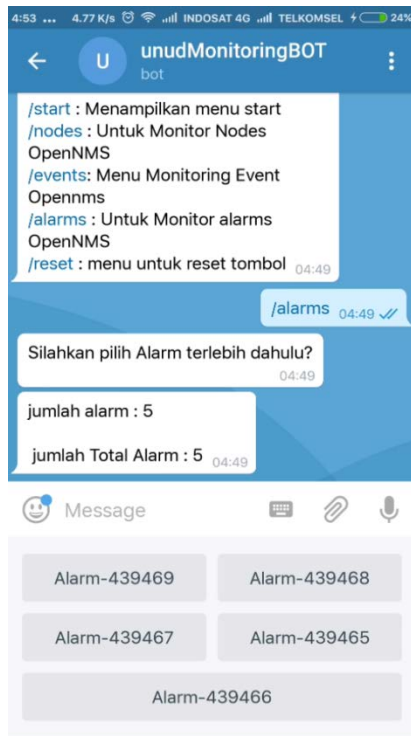 4:53 ... 4.77 K/s INDOSAT 4G TELKOMSEL 24%
U
unudMonitoringBOT
bot
/start : Menampilkan menu start
/nodes : Untuk Monitor Nodes
OpenNMS
/events: Menu Monitoring Event
Opennms
/alarms : Untuk Monitor alarms
OpenNMS
/reset : menu untuk reset tombol 04:49
/alarms 04:49
Silahkan pilih Alarm terlebih dahulu?
04:49
jumlah alarm : 5
jumlah Total Alarm : 5 04:49
Message
Alarm-439469 Alarm-439468
Alarm-439467 Alarm-439465
Alarm-439466